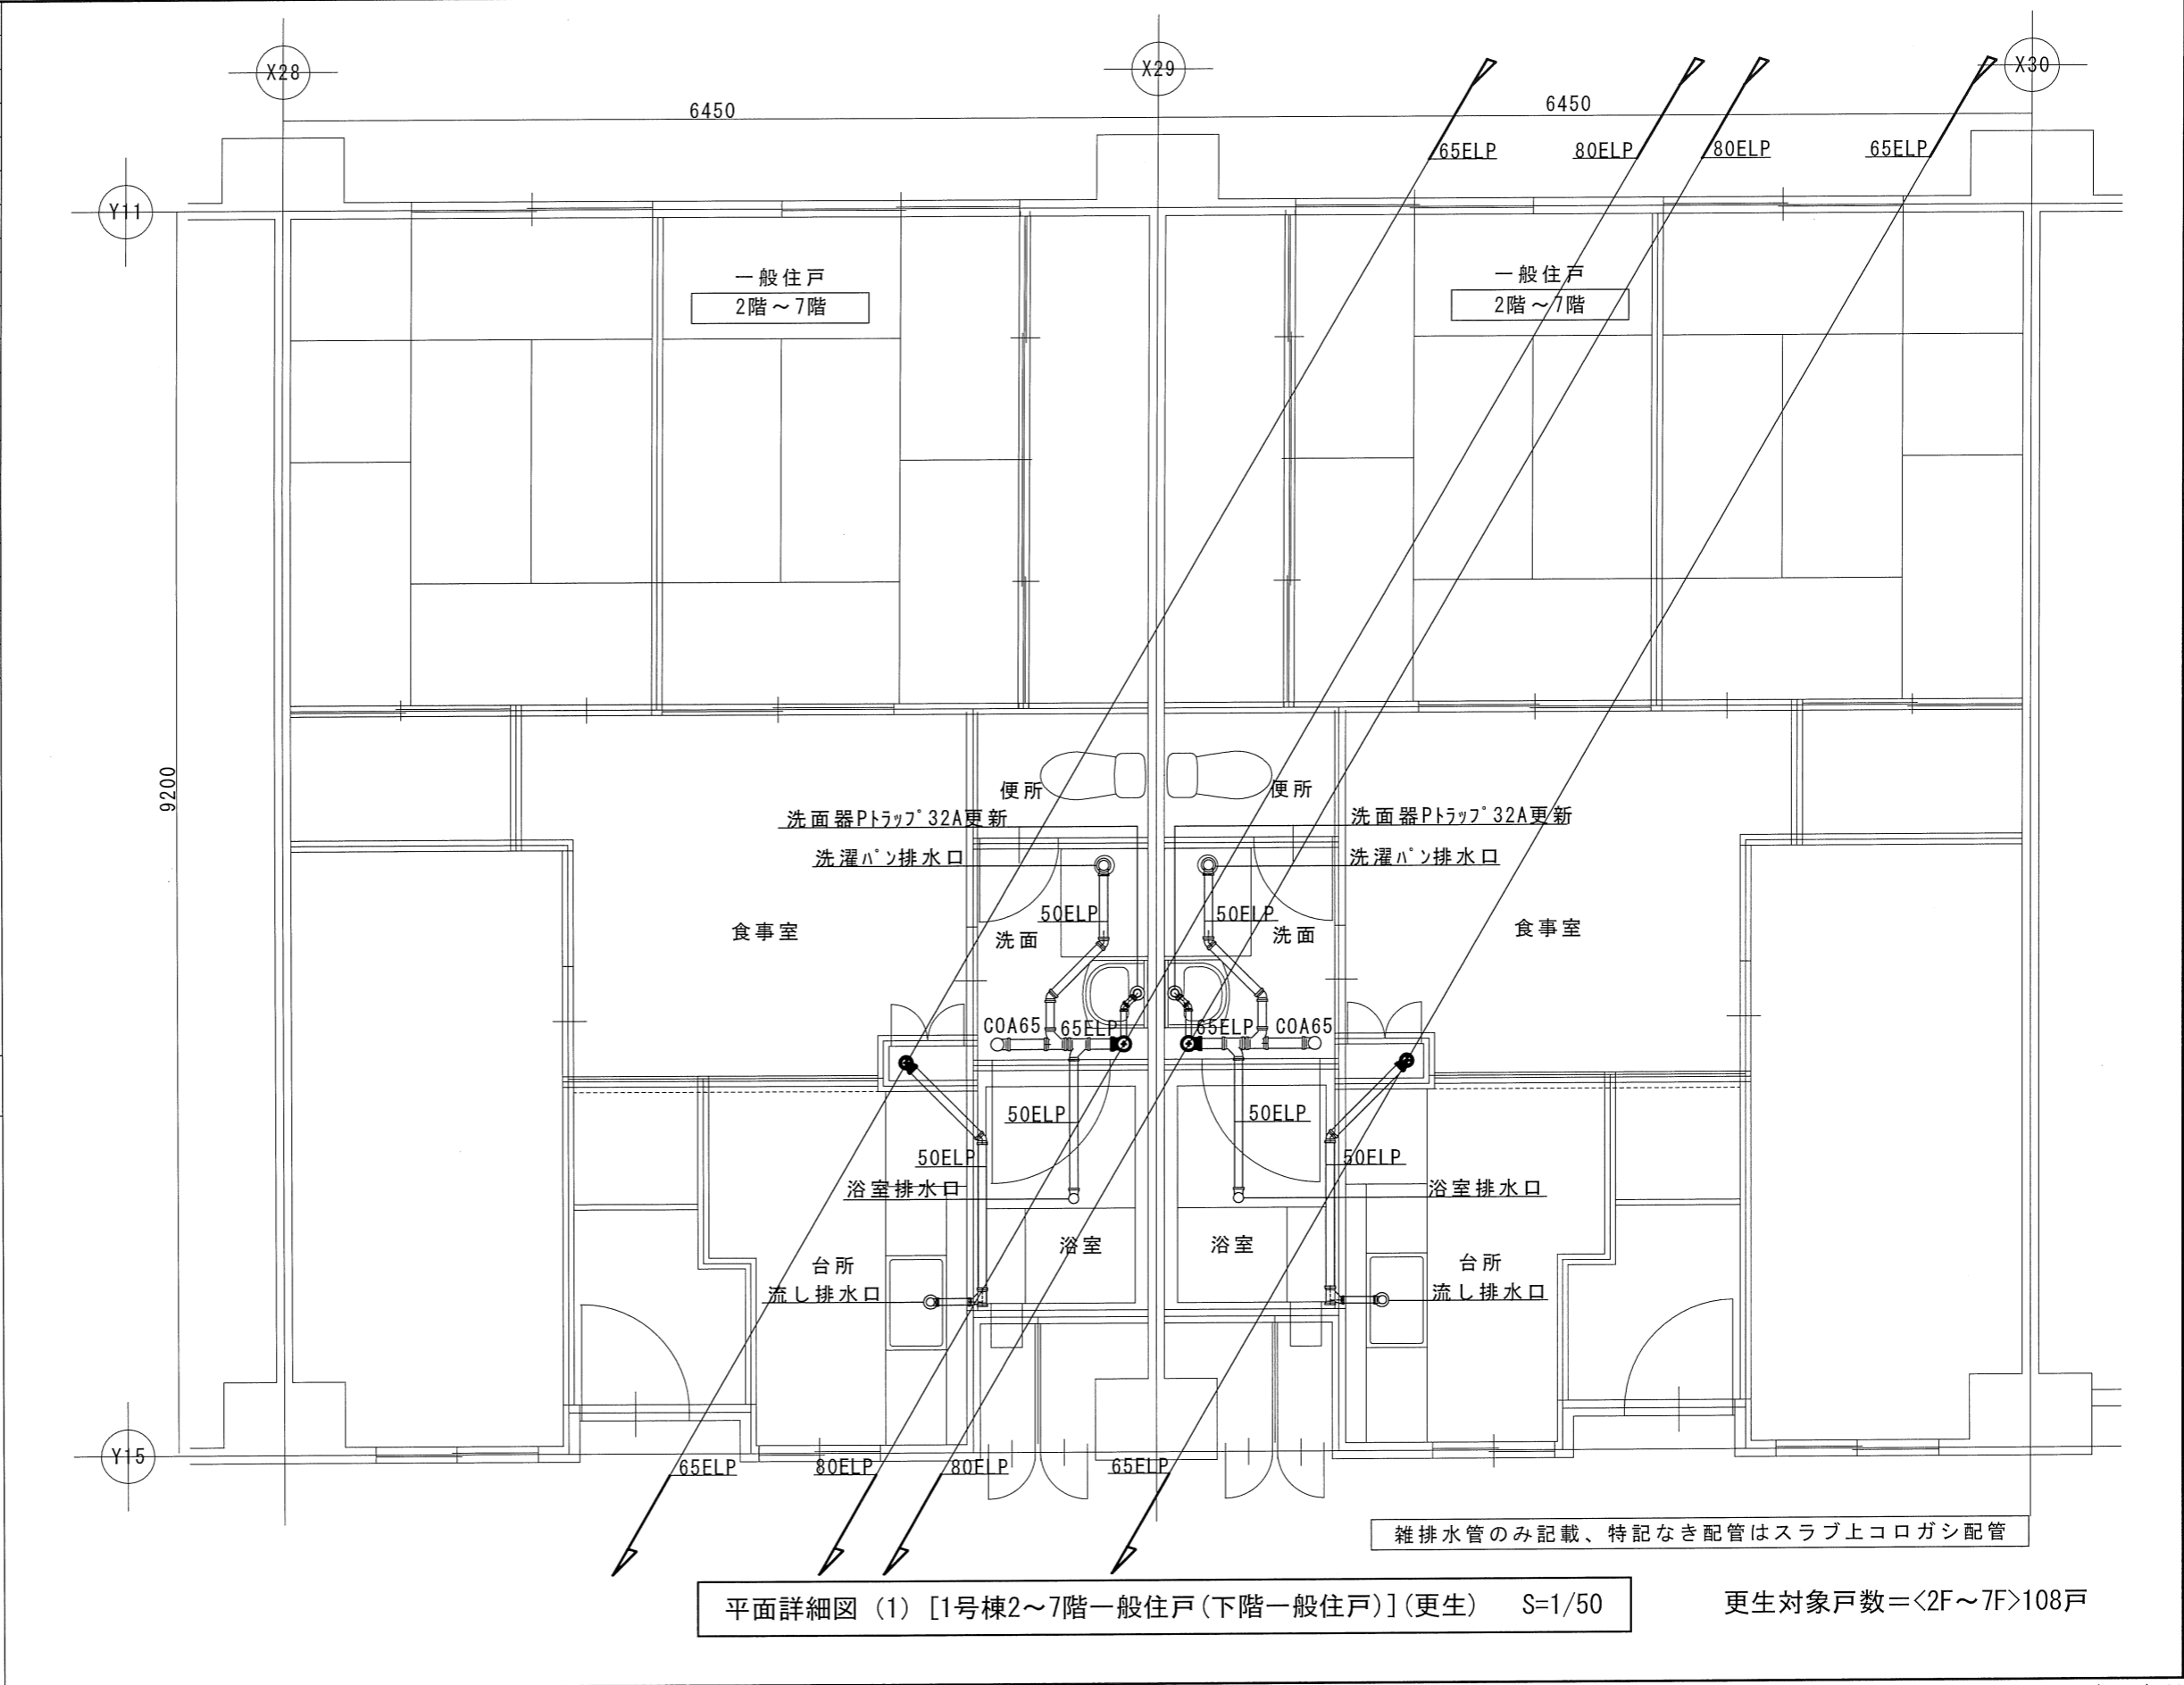 X28
X29
X30
6450
6450
65ELP
80ELP
80ELP
65ELP
Y11
一般住戸
2階～7階
一般住戸
2階～7階
9200
便所
便所
洗面器Pﾄﾗｯﾌﾟ32A更新
洗面器Pﾄﾗｯﾌﾟ32A更新
洗濯ﾊﾟﾝ排水口
洗濯ﾊﾟﾝ排水口
50ELP
50ELP
食事室
洗面
洗面
食事室
COA65
65ELP
65ELP
COA65
50ELP
50ELP
50ELP
50ELP
浴室排水口
浴室排水口
浴室
浴室
台所
台所
流し排水口
流し排水口
Y15
65ELP
80ELP
80ELP
65ELP
雑排水管のみ記載、特記なき配管はスラブ上コロガシ配管
平面詳細図（1）[1号棟2～7階一般住戸(下階一般住戸)](更生) S=1/50
更生対象戸数＝<2F～7F>108戸